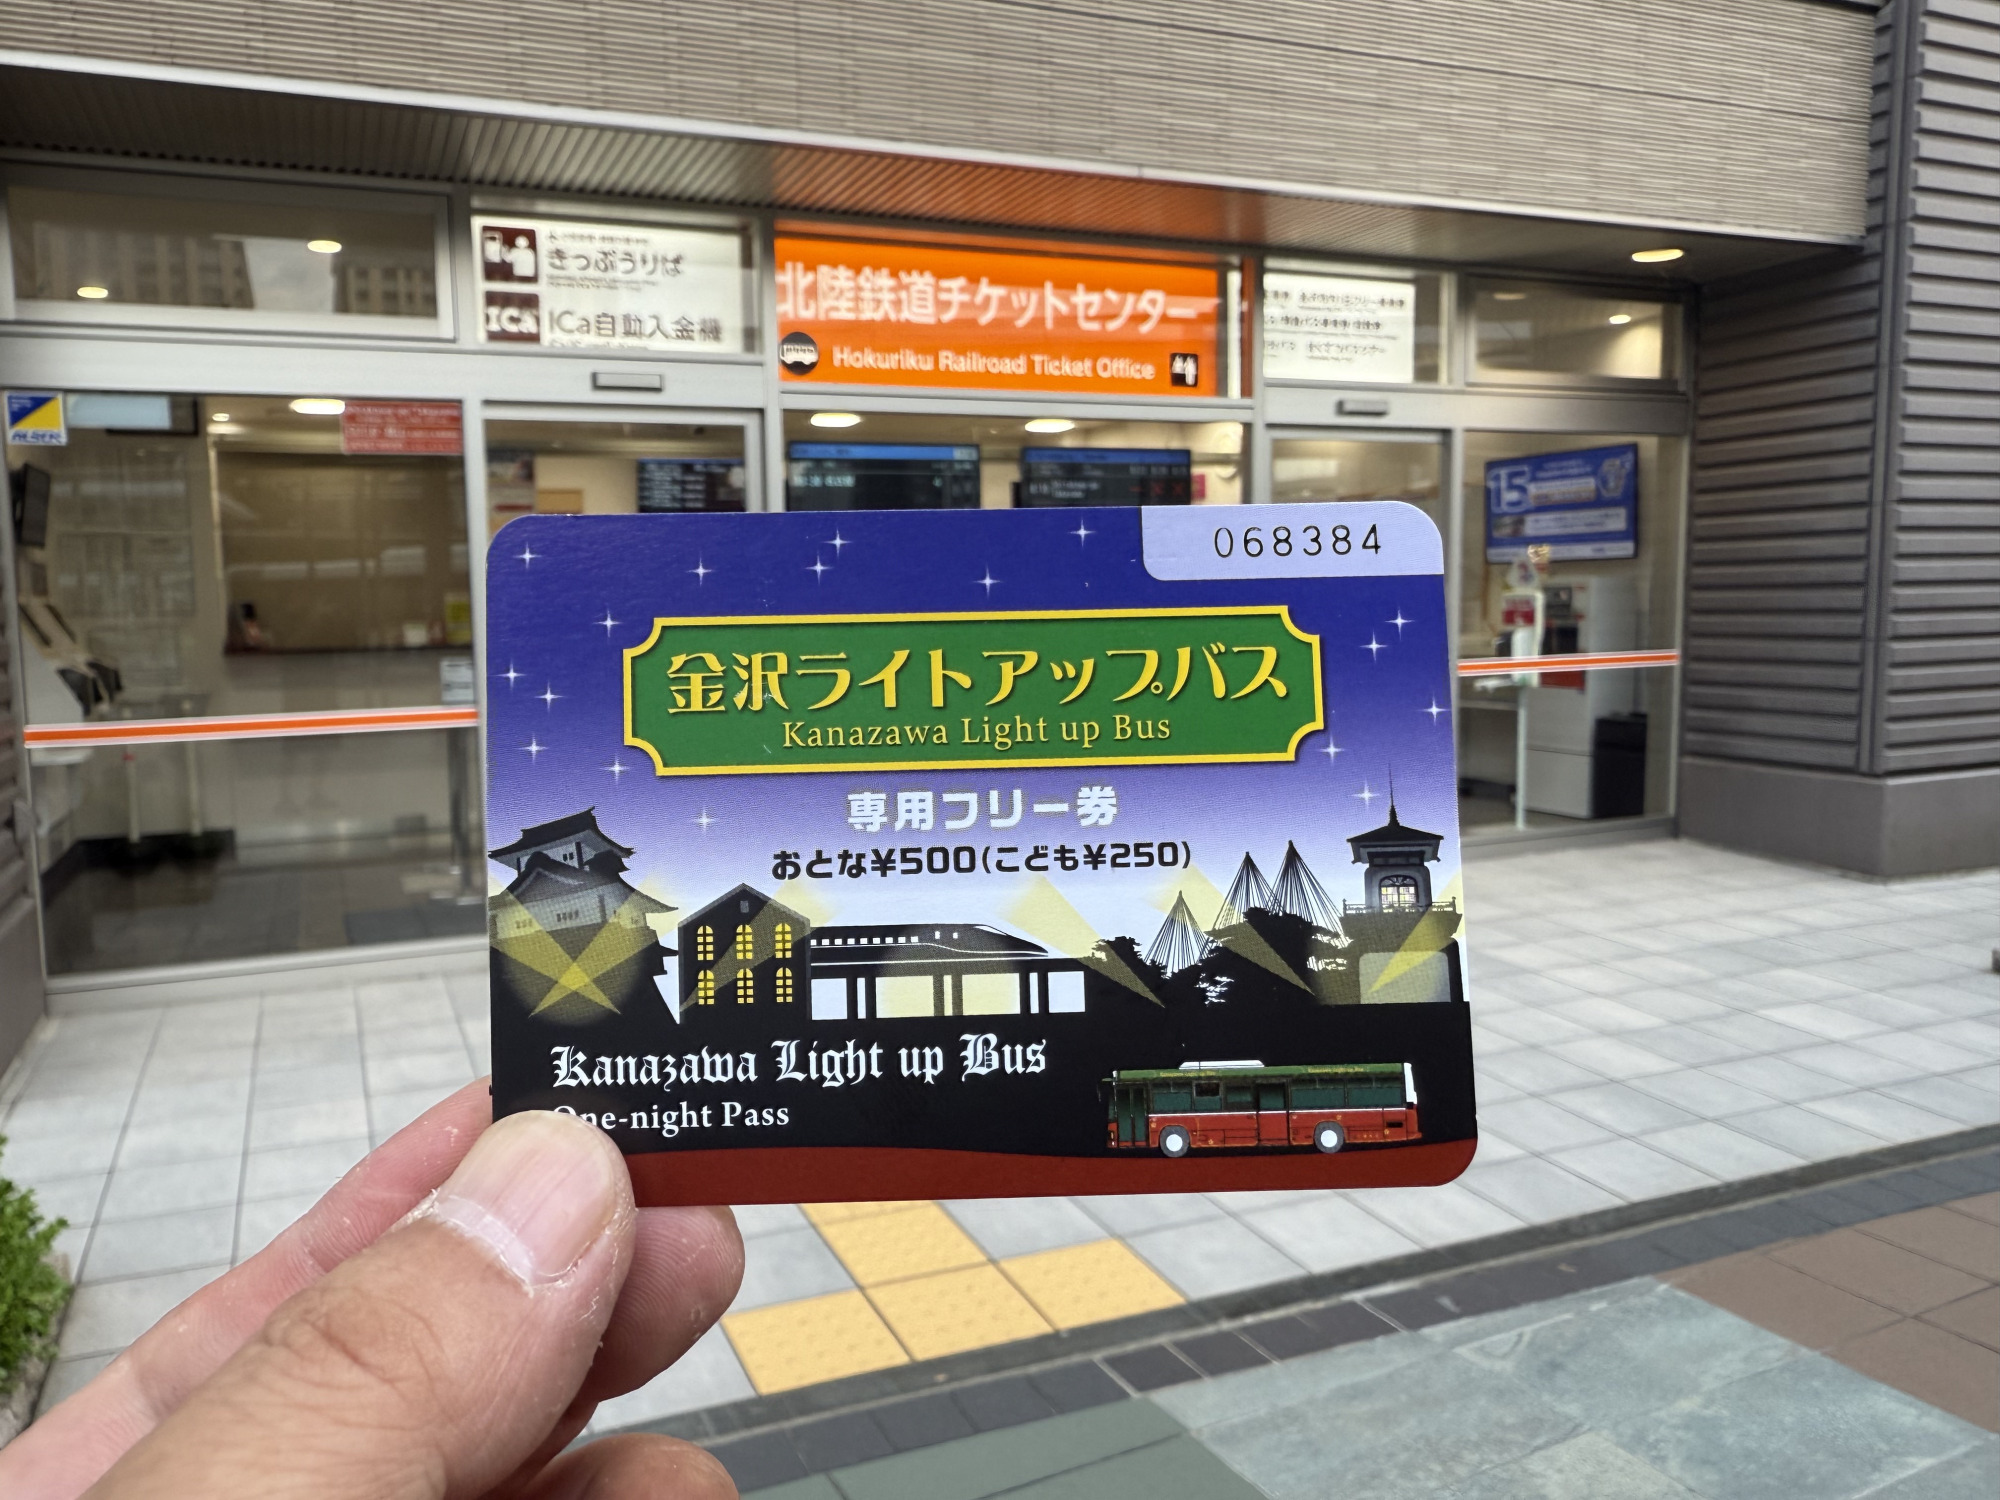 きっぷうりば
ICa
ICa自動入金機
北陸鉄道チケットセンター
Hokuriku Railroad Ticket Office
15
068384
金沢ライトアップバス
Kanazawa Light up Bus
専用フリー券
おとな¥500(こども¥250)
Kanazawa Light up Bus
One-night Pass